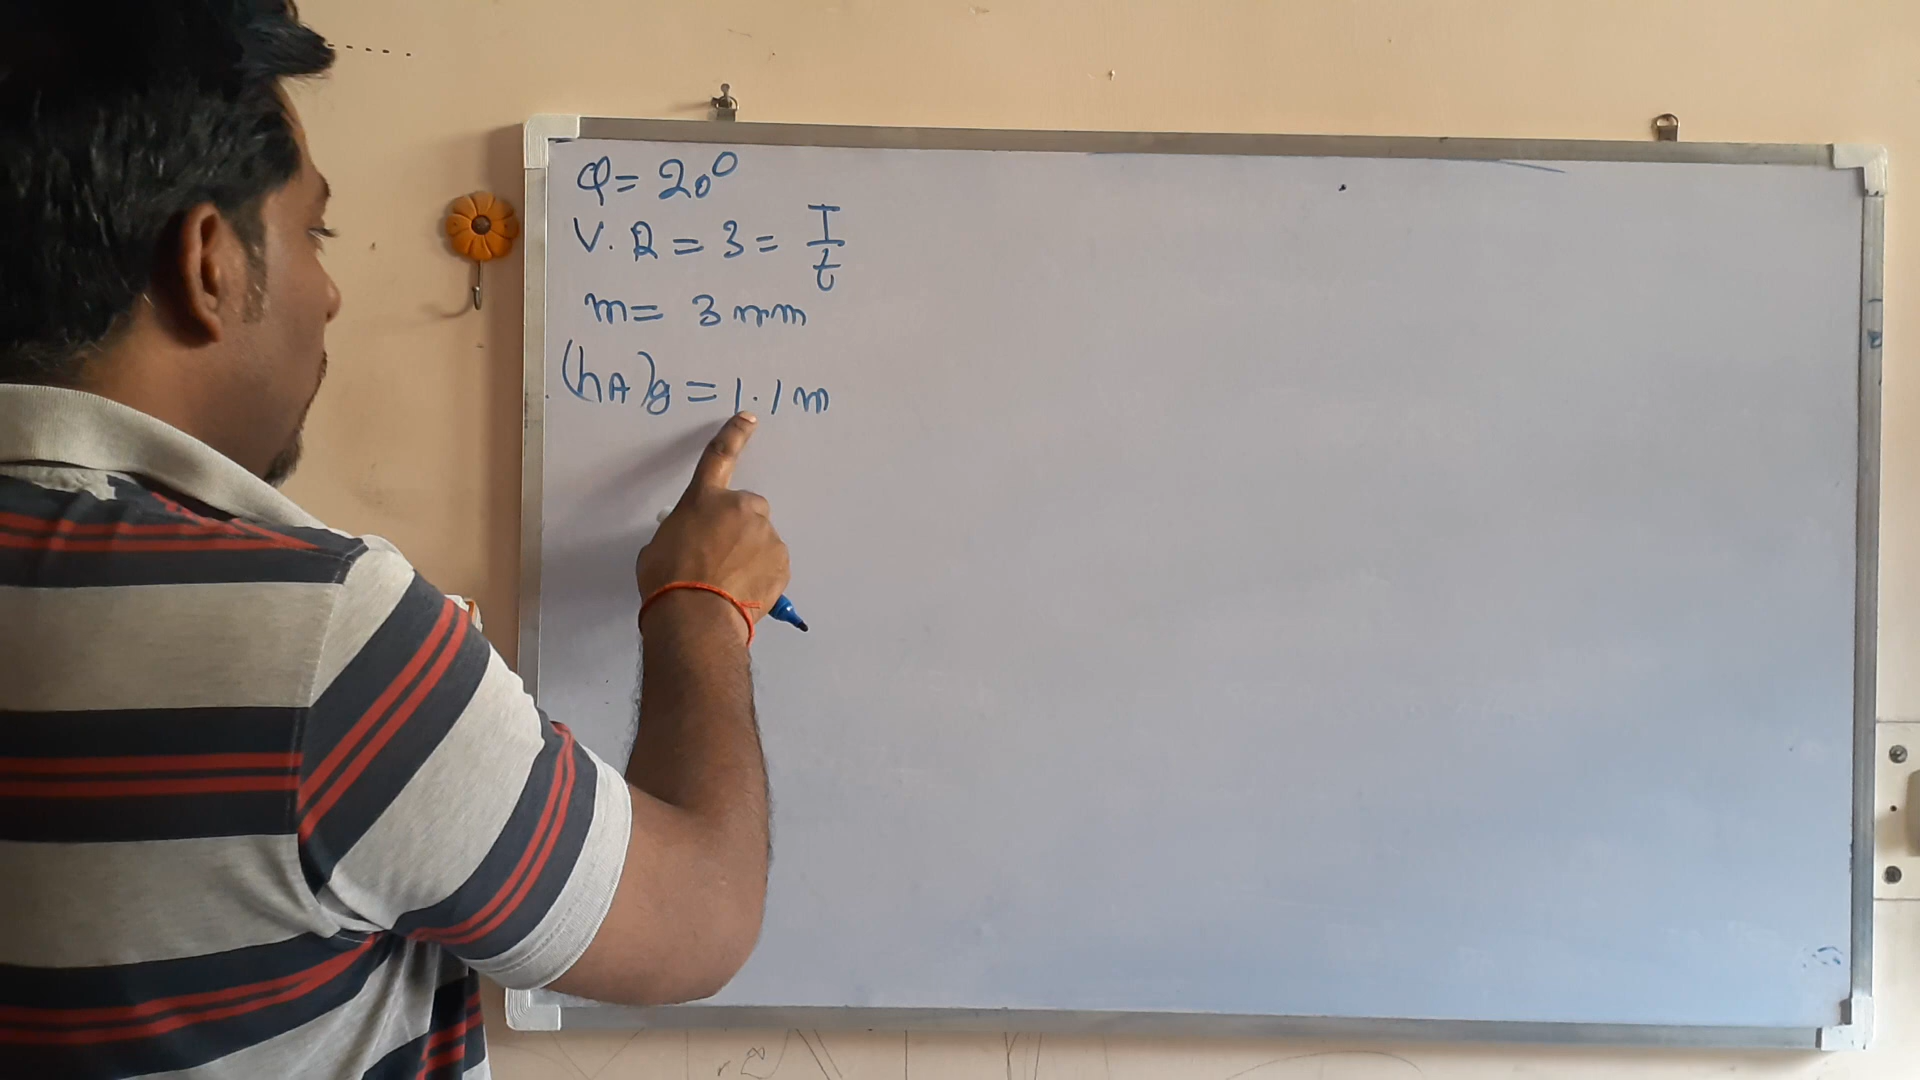 φ = 20°
V.R = 3 = T/t
m = 3 mm
(hA)g = 1.1 m